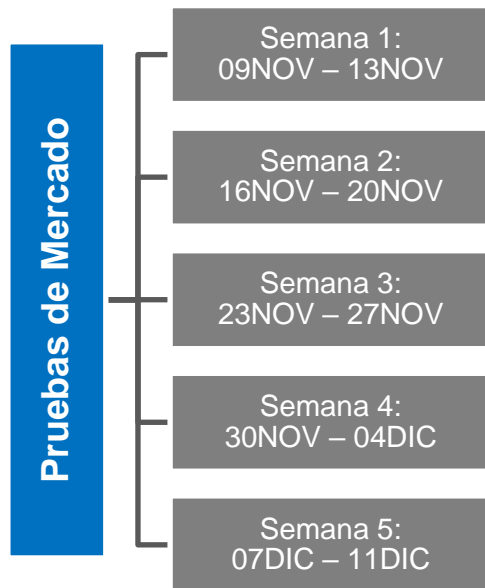 Pruebas de Mercado
Semana 1:
09NOV – 13NOV
Semana 2:
16NOV – 20NOV
Semana 3:
23NOV – 27NOV
Semana 4:
30NOV – 04DIC
Semana 5:
07DIC – 11DIC